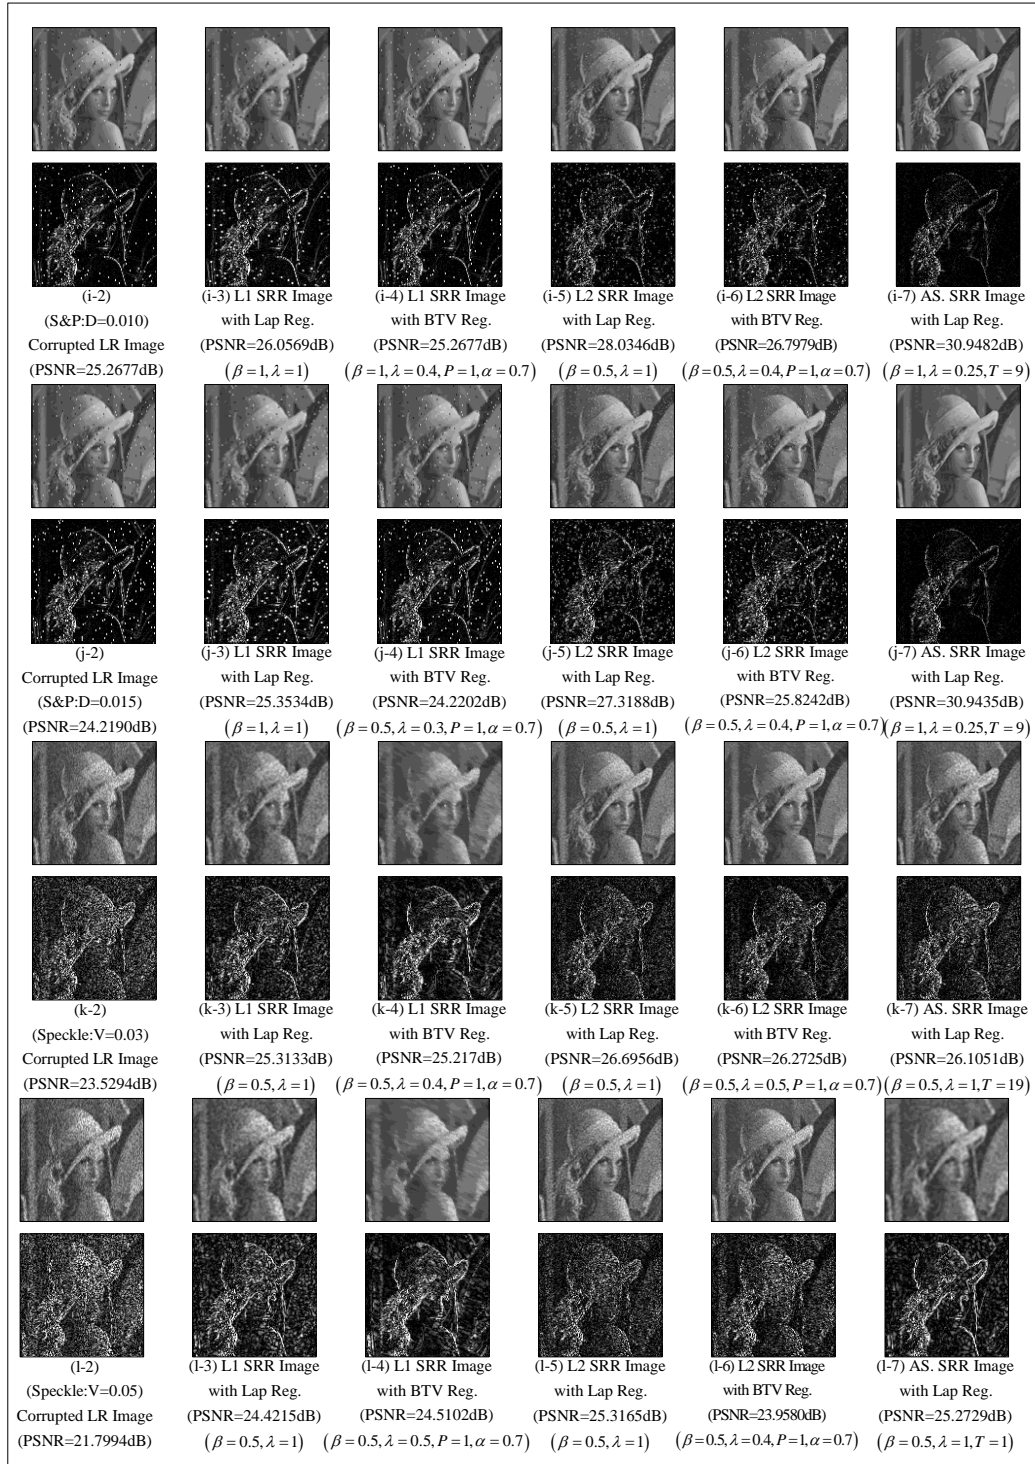 (i-2)
(S&P:D=0.010)
Corrupted LR Image
(PSNR=25.2677dB)
(i-3) L1 SRR Image
with Lap Reg.
(PSNR=26.0569dB)
(β=1,λ=1)
(i-4) L1 SRR Image
with BTV Reg.
(PSNR=25.2677dB)
(β=1,λ=0.4,P=1,α=0.7)
(i-5) L2 SRR Image
with Lap Reg.
(PSNR=28.0346dB)
(β=0.5,λ=1)
(i-6) L2 SRR Image
with BTV Reg.
(PSNR=26.7979dB)
(β=0.5,λ=0.4,P=1,α=0.7)
(i-7) AS. SRR Image
with Lap Reg.
(PSNR=30.9482dB)
(β=1,λ=0.25,T=9)
(j-2)
Corrupted LR Image
(S&P:D=0.015)
(PSNR=24.2190dB)
(j-3) L1 SRR Image
with Lap Reg.
(PSNR=25.3534dB)
(β=1,λ=1)
(j-4) L1 SRR Image
with BTV Reg.
(PSNR=24.2202dB)
(β=0.5,λ=0.3,P=1,α=0.7)
(j-5) L2 SRR Image
with Lap Reg.
(PSNR=27.3188dB)
(β=0.5,λ=1)
(j-6) L2 SRR Image
with BTV Reg.
(PSNR=25.8242dB)
(β=0.5,λ=0.4,P=1,α=0.7)
(j-7) AS. SRR Image
with Lap Reg.
(PSNR=30.9435dB)
(β=1,λ=0.25,T=9)
(k-2)
(Speckle:V=0.03)
Corrupted LR Image
(PSNR=23.5294dB)
(k-3) L1 SRR Image
with Lap Reg.
(PSNR=25.3133dB)
(β=0.5,λ=1)
(k-4) L1 SRR Image
with BTV Reg.
(PSNR=25.217dB)
(β=0.5,λ=0.4,P=1,α=0.7)
(k-5) L2 SRR Image
with Lap Reg.
(PSNR=26.6956dB)
(β=0.5,λ=1)
(k-6) L2 SRR Image
with BTV Reg.
(PSNR=26.2725dB)
(β=0.5,λ=0.5,P=1,α=0.7)
(k-7) AS. SRR Image
with Lap Reg.
(PSNR=26.1051dB)
(β=0.5,λ=1,T=19)
(l-2)
(Speckle:V=0.05)
Corrupted LR Image
(PSNR=21.7994dB)
(l-3) L1 SRR Image
with Lap Reg.
(PSNR=24.4215dB)
(β=0.5,λ=1)
(l-4) L1 SRR Image
with BTV Reg.
(PSNR=24.5102dB)
(β=0.5,λ=0.5,P=1,α=0.7)
(l-5) L2 SRR Image
with Lap Reg.
(PSNR=25.3165dB)
(β=0.5,λ=1)
(l-6) L2 SRR Image
with BTV Reg.
(PSNR=23.9580dB)
(β=0.5,λ=0.4,P=1,α=0.7)
(l-7) AS. SRR Image
with Lap Reg.
(PSNR=25.2729dB)
(β=0.5,λ=1,T=1)